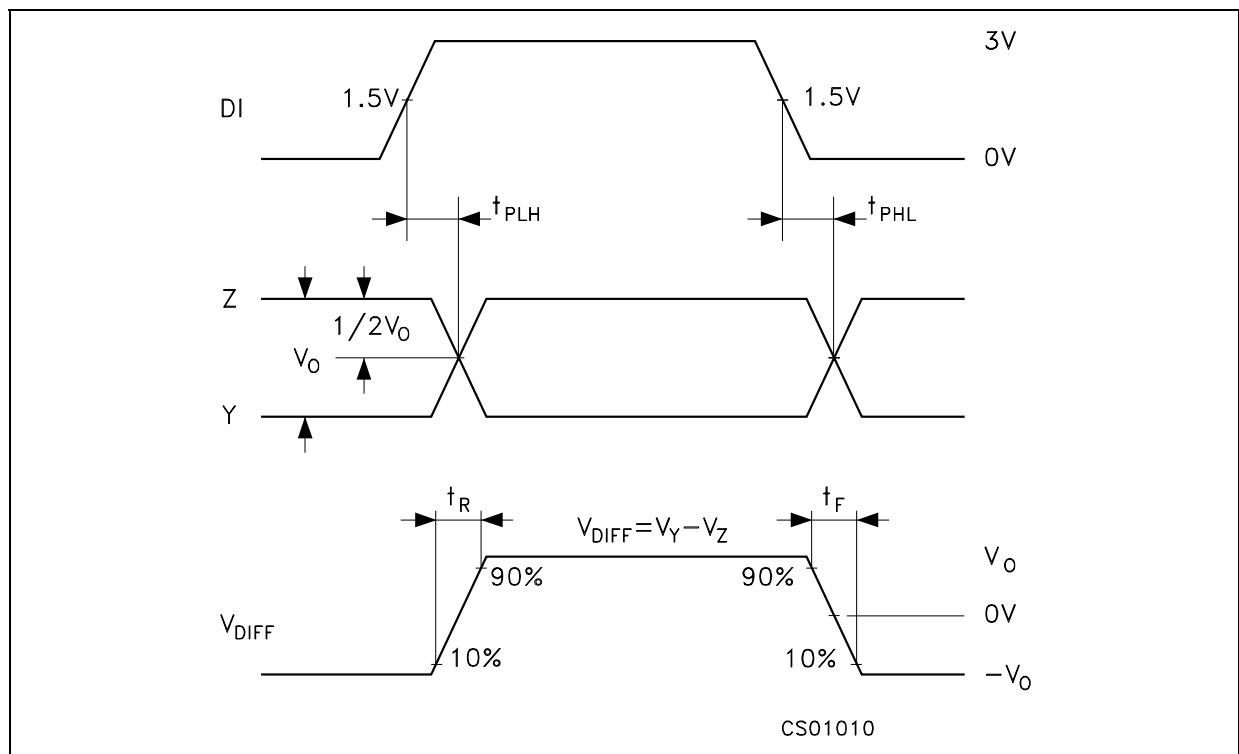 3V
1.5V
1.5V
DI
0V
tPLH
tPHL
Z
1/2VO
VO
Y
tR
tF
VDIFF=VY-VZ
VO
90%
90%
0V
VDIFF
10%
10%
-VO
CS01010